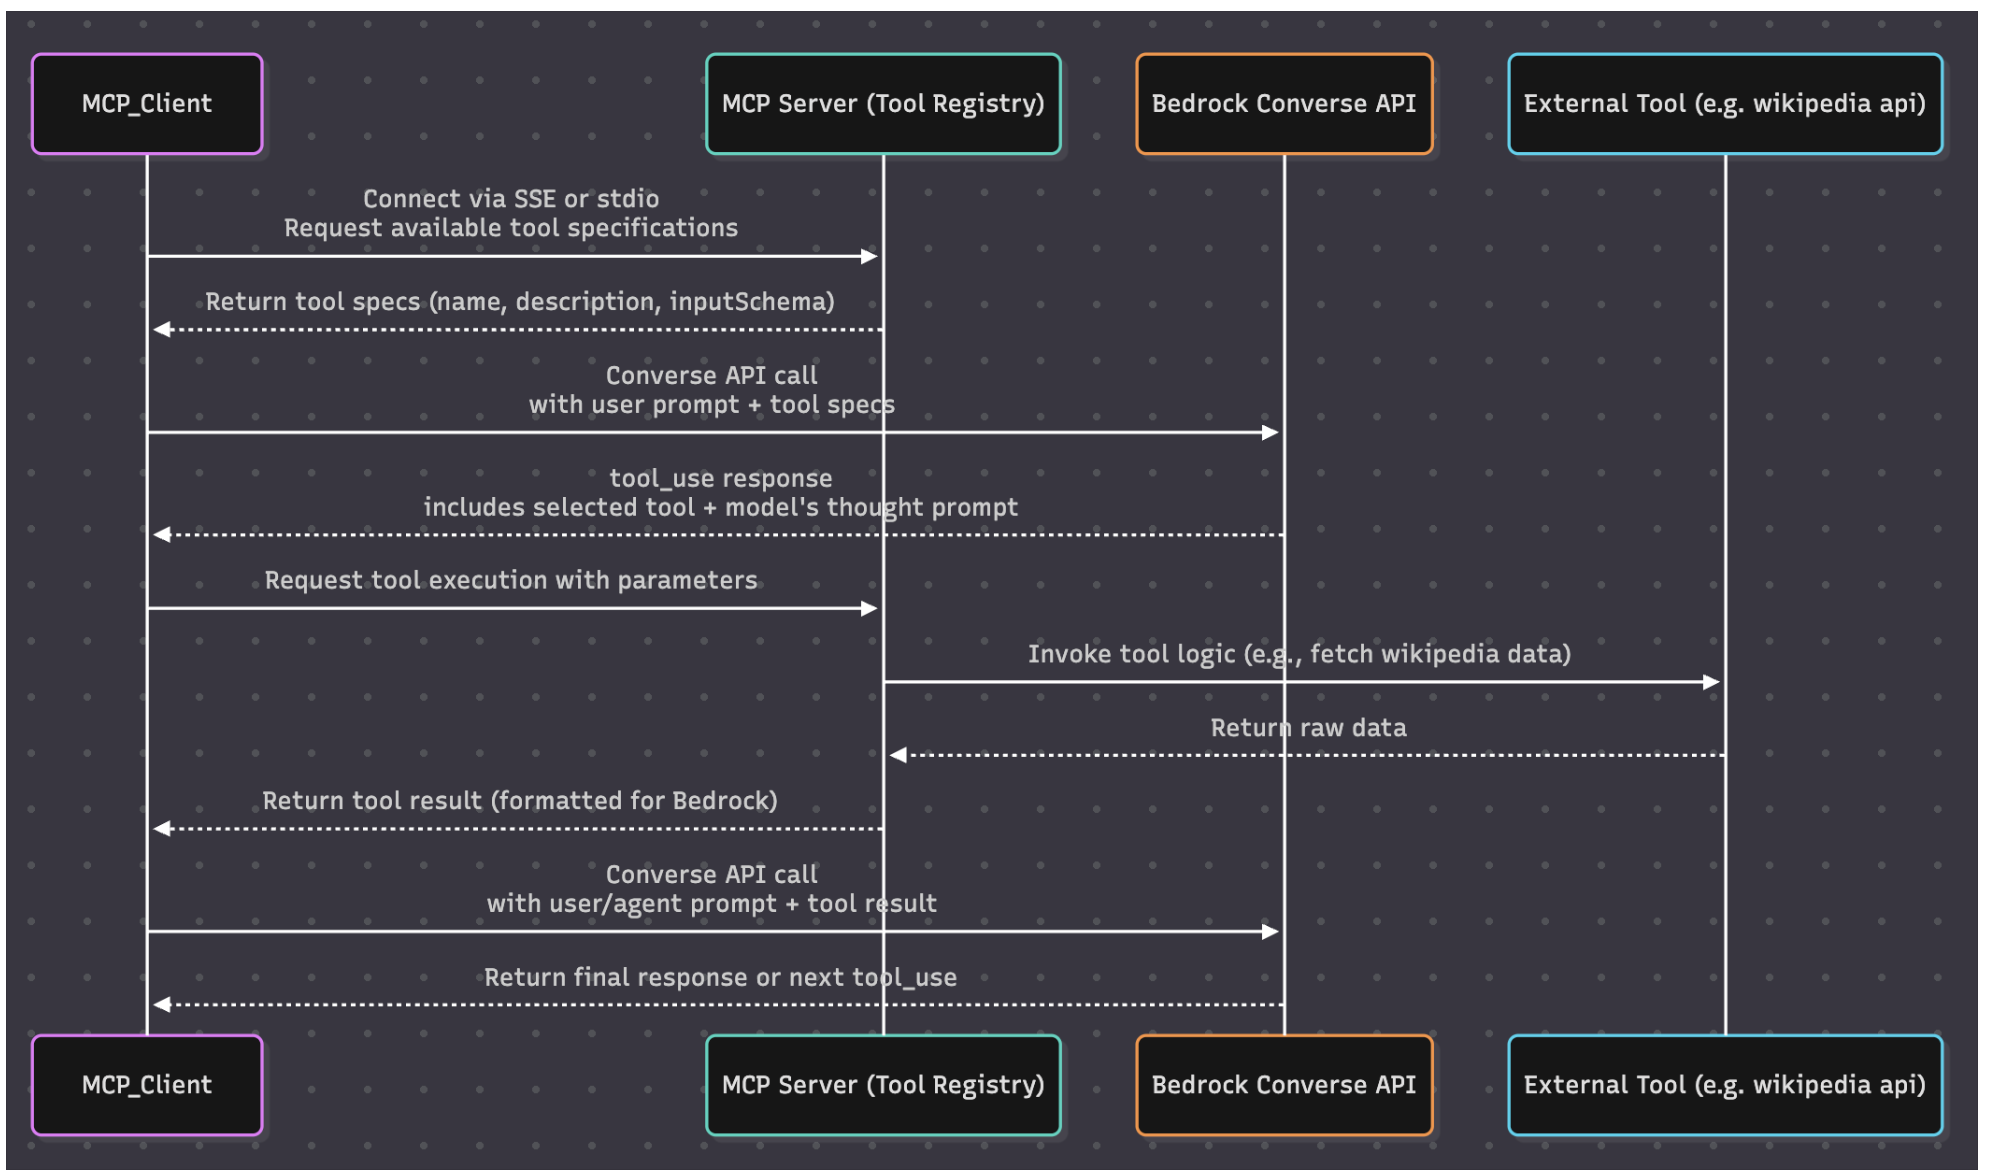 MCP_Client
MCP Server (Tool Registry)
Bedrock Converse API
External Tool (e.g. wikipedia api)
Connect via SSE or stdio
Request available tool specifications
Return tool specs (name, description, inputSchema)
Converse API call
with user prompt + tool specs
tool_use response
includes selected tool + model's thought prompt
Request tool execution with parameters
Invoke tool logic (e.g., fetch wikipedia data)
Return raw data
Return tool result (formatted for Bedrock)
Converse API call
with user/agent prompt + tool result
Return final response or next tool_use
MCP_Client
MCP Server (Tool Registry)
Bedrock Converse API
External Tool (e.g. wikipedia api)